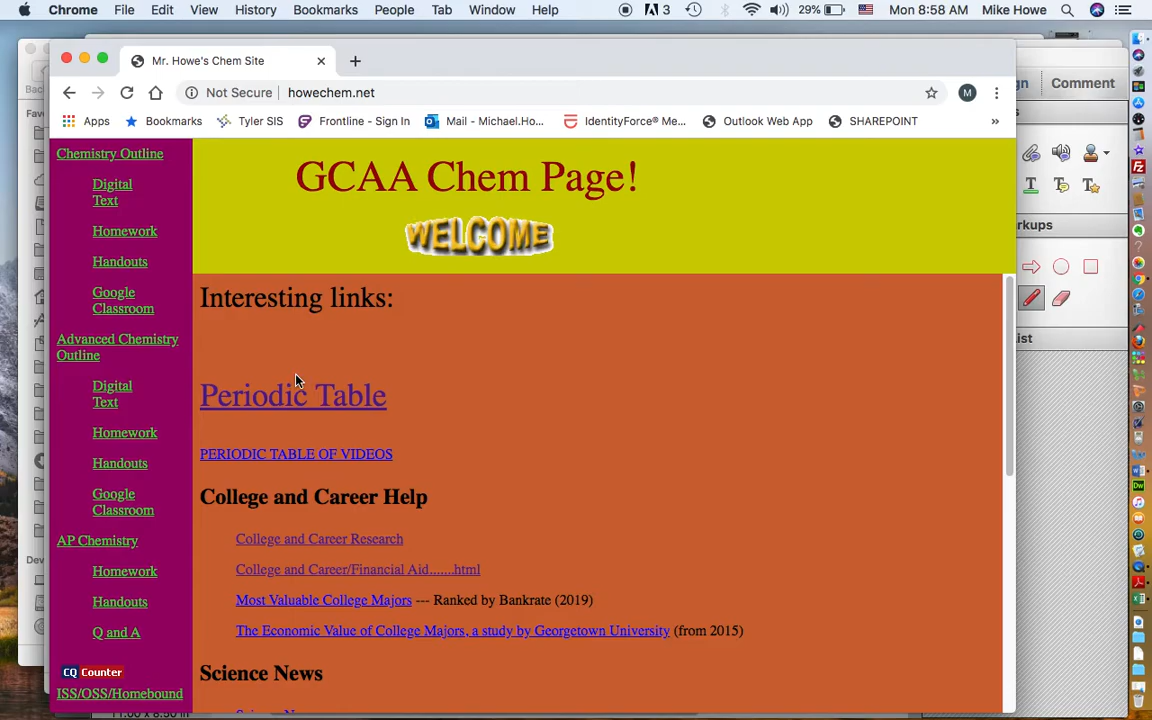 Chrome File Edit View History Bookmarks People Tab Window Help 3 29% Mon 8:58 AM Mike Howe
Mr. Howe's Chem Site
Not Secure howechem.net M
Apps Bookmarks Tyler SIS Frontline - Sign In Mail - Michael.Ho... IdentityForce® Me... Outlook Web App SHAREPOINT »
Comment
Bac
Fav
Dev
Chemistry Outline
Digital
Text
Homework
Handouts
Google
Classroom
Advanced Chemistry
Outline
Digital
Text
Homework
Handouts
Google
Classroom
AP Chemistry
Homework
Handouts
Q and A
CQ Counter
ISS/OSS/Homebound
GCAA Chem Page!
WELCOME
Interesting links:
Periodic Table
PERIODIC TABLE OF VIDEOS
College and Career Help
College and Career Research
College and Career/Financial Aid.......html
Most Valuable College Majors --- Ranked by Bankrate (2019)
The Economic Value of College Majors, a study by Georgetown University (from 2015)
Science News